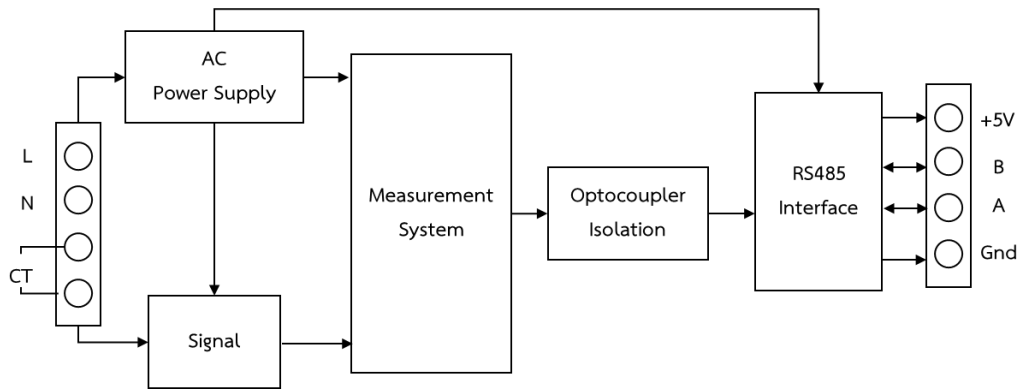 AC
Power Supply
L
N
CT
Signal
Measurement
System
Optocoupler
Isolation
RS485
Interface
+5V
B
A
Gnd